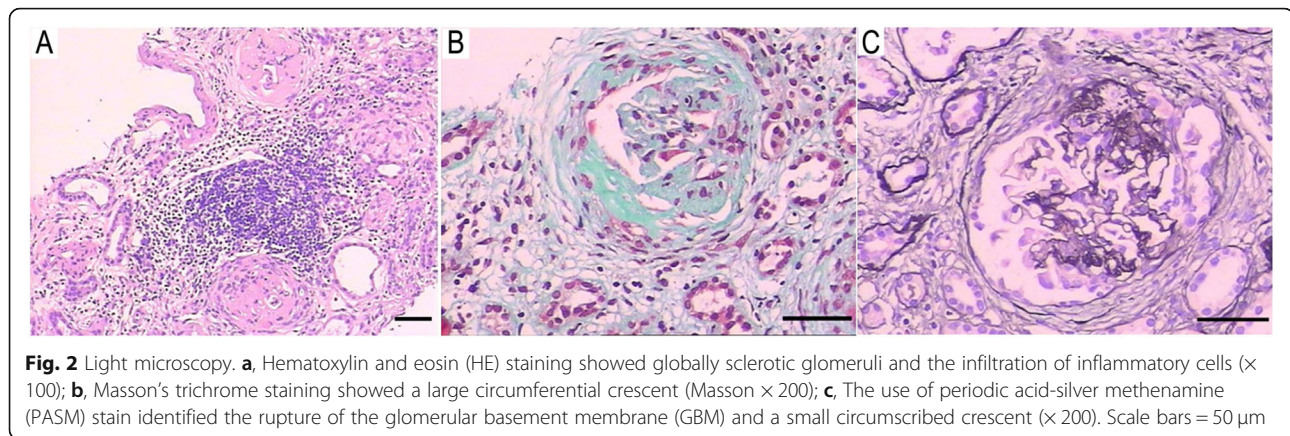 A
B
C
Fig. 2 Light microscopy. a, Hematoxylin and eosin (HE) staining showed globally sclerotic glomeruli and the infiltration of inflammatory cells (×
100); b, Masson's trichrome staining showed a large circumferential crescent (Masson × 200); c, The use of periodic acid-silver methenamine
(PASM) stain identified the rupture of the glomerular basement membrane (GBM) and a small circumscribed crescent (× 200). Scale bars = 50 μm